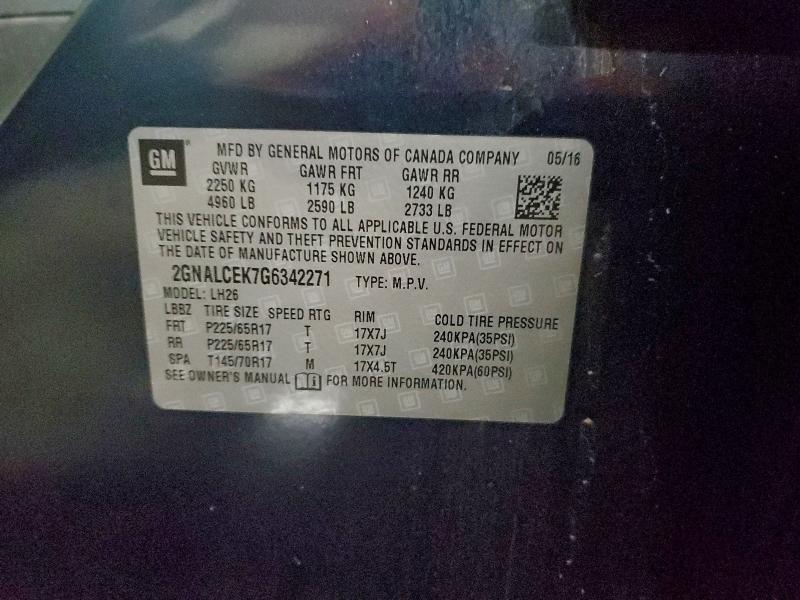 GM MFD BY GENERAL MOTORS OF CANADA COMPANY 05/16
GVWR GAWR FRT GAWR RR
2250 KG 1175 KG 1240 KG
4960 LB 2590 LB 2733 LB
THIS VEHICLE CONFORMS TO ALL APPLICABLE U.S. FEDERAL MOTOR
VEHICLE SAFETY AND THEFT PREVENTION STANDARDS IN EFFECT ON
THE DATE OF MANUFACTURE SHOWN ABOVE.
2GNALCEK7G6342271 TYPE: M.P.V.
MODEL: LH26
LBBZ TIRE SIZE SPEED RTG RIM COLD TIRE PRESSURE
FRT P225/65R17 T 17X7J 240KPA(35PSI)
RR P225/65R17 T 17X7J 240KPA(35PSI)
SPA T145/70R17 M 17X4.5T 420KPA(60PSI)
SEE OWNER'S MANUAL FOR MORE INFORMATION.